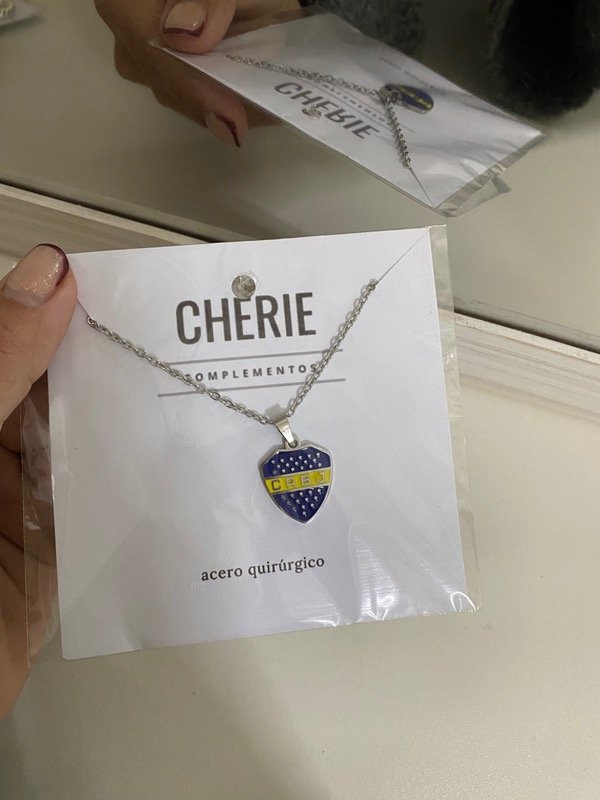 CHERIE
COMPLEMENTOS
CABJ
acero quirúrgico
CHERIE